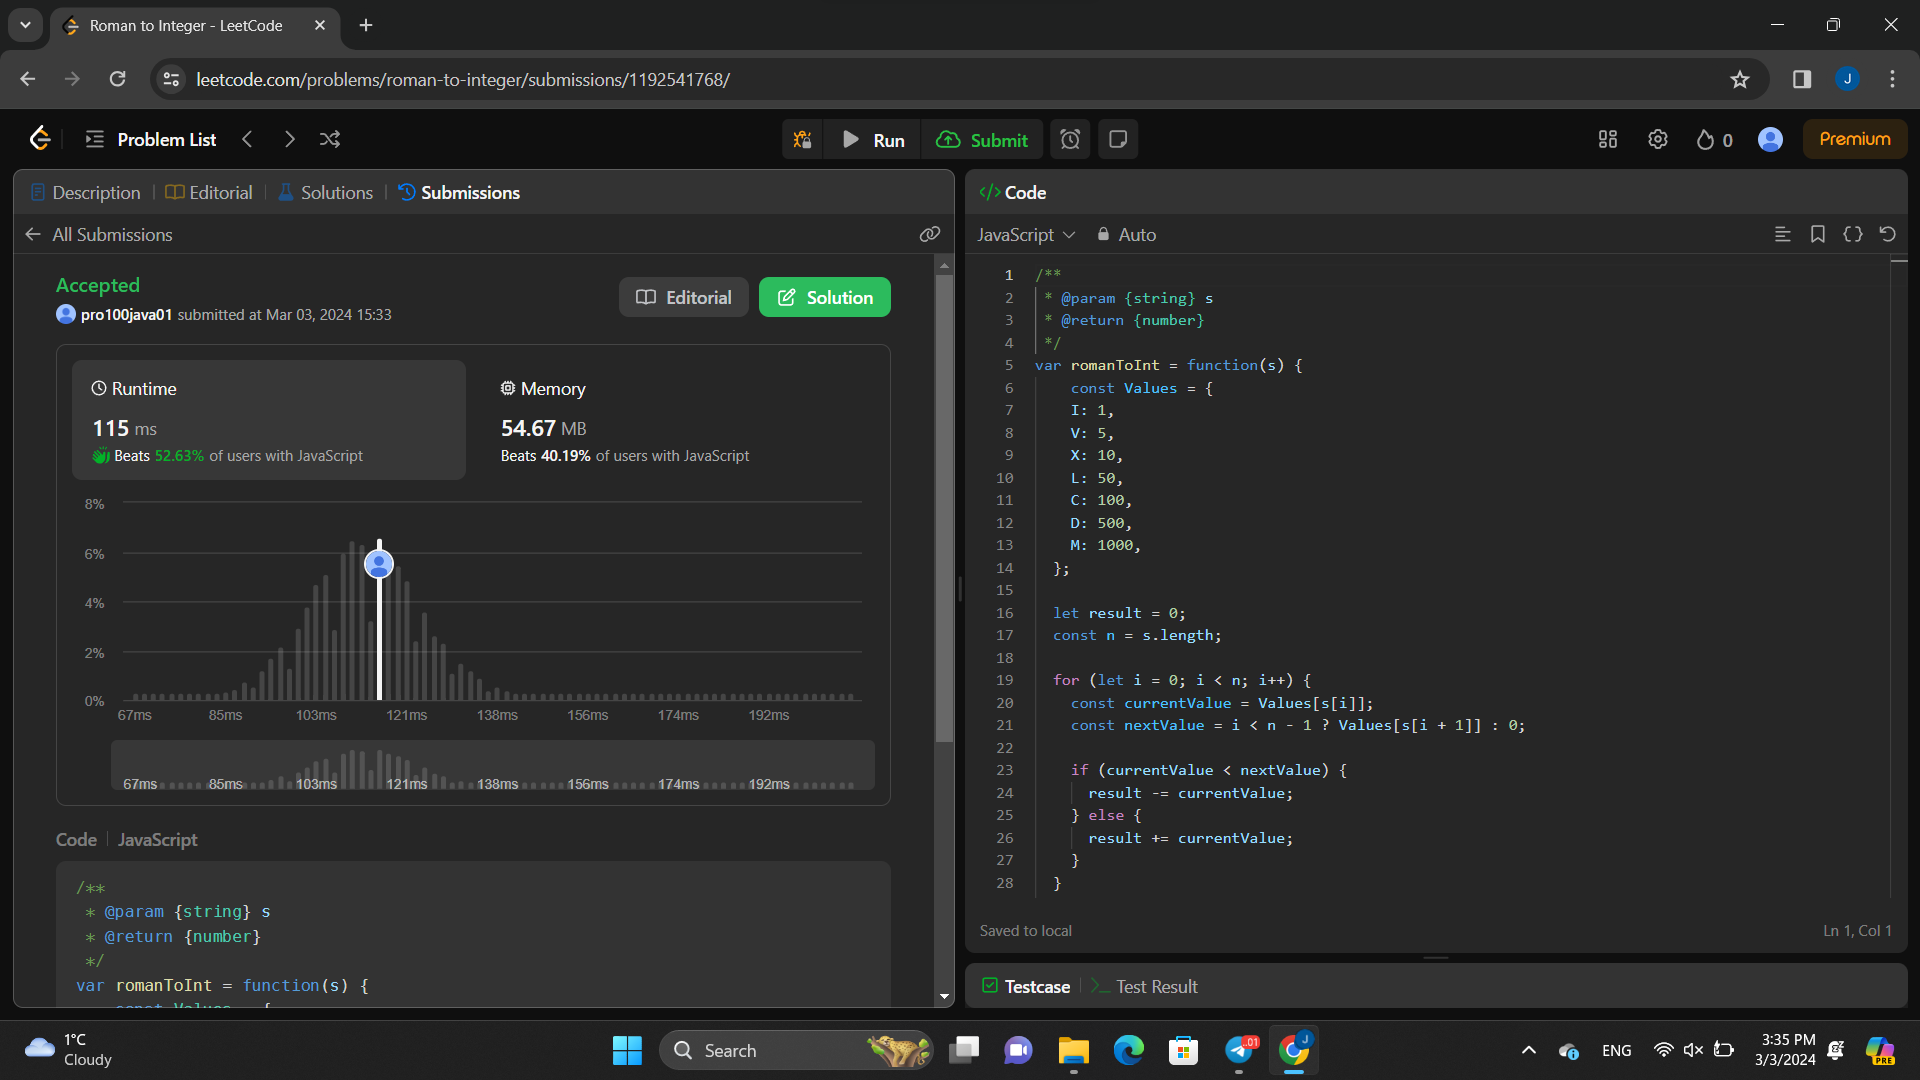 Roman to Integer - LeetCode
leetcode.com/problems/roman-to-integer/submissions/1192541768/
J
Problem List
Run
Submit
0
Premium
Description
Editorial
Solutions
Submissions
All Submissions
Accepted
pro100java01 submitted at Mar 03, 2024 15:33
Editorial
Solution
Runtime
115 ms
Beats 52.63% of users with JavaScript
Memory
54.67 MB
Beats 40.19% of users with JavaScript
8%
6%
4%
2%
0%
67ms 85ms 103ms 121ms 138ms 156ms 174ms 192ms
67ms 85ms 103ms 121ms 138ms 156ms 174ms 192ms
Code | JavaScript
/**
 * @param {string} s
 * @return {number}
 */
var romanToInt = function(s) {
const Values = {
</> Code
JavaScript
Auto
1 /**
2  * @param {string} s
3  * @return {number}
4  */
5 var romanToInt = function(s) {
6     const Values = {
7     I: 1,
8     V: 5,
9     X: 10,
10     L: 50,
11     C: 100,
12     D: 500,
13     M: 1000,
14   };
15
16   let result = 0;
17   const n = s.length;
18
19   for (let i = 0; i < n; i++) {
20     const currentValue = Values[s[i]];
21     const nextValue = i < n - 1 ? Values[s[i + 1]] : 0;
22
23     if (currentValue < nextValue) {
24       result -= currentValue;
25     } else {
26       result += currentValue;
27     }
28   }
Saved to local
Ln 1, Col 1
Testcase
Test Result
1°C
Cloudy
Search
.01
J
ENG
3:35 PM
3/3/2024
PRE